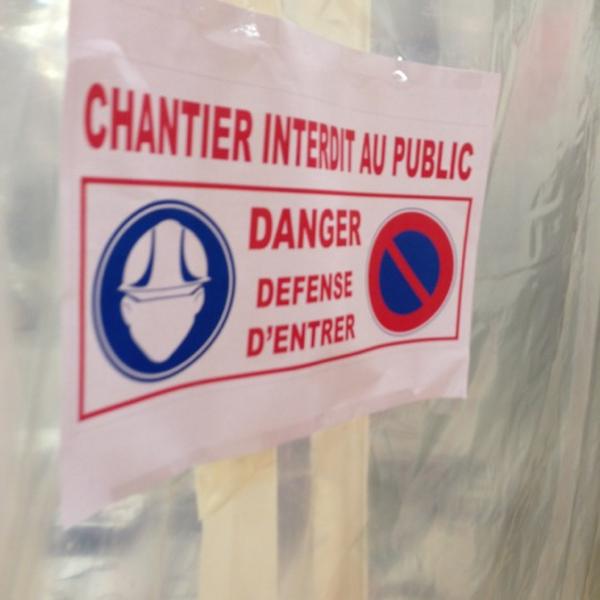 CHANTIER INTERDIT AU PUBLIC
DANGER
DEFENSE
D'ENTRER